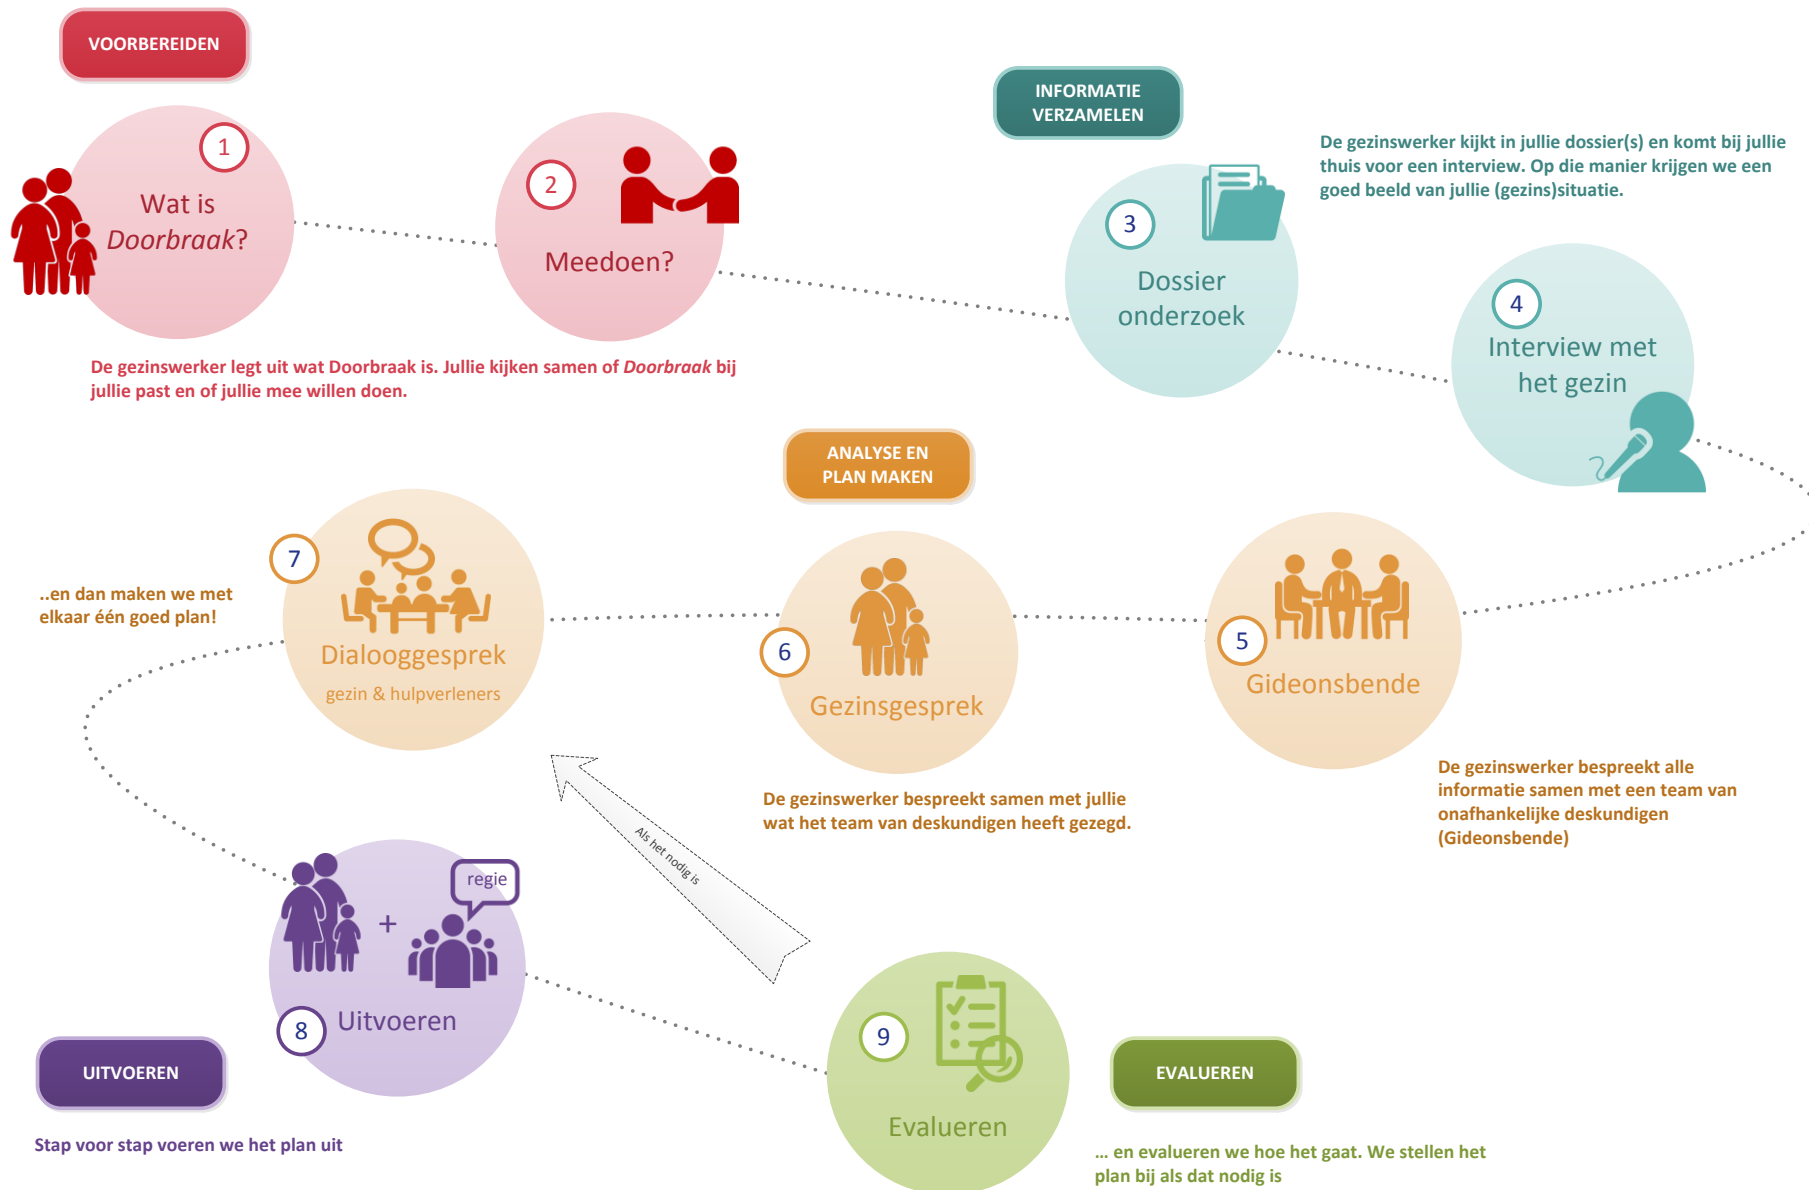 VOORBEREIDEN
1
Wat is
Doorbraak?
2
Meedoen?
De gezinswerker legt uit wat Doorbraak is. Jullie kijken samen of Doorbraak bij
jullie past en of jullie mee willen doen.
INFORMATIE
VERZAMELEN
De gezinswerker kijkt in jullie dossier(s) en komt bij jullie
thuis voor een interview. Op die manier krijgen we een
goed beeld van jullie (gezins)situatie.
3
Dossier
onderzoek
4
Interview met
het gezin
ANALYSE EN
PLAN MAKEN
5
Gideonsbende
De gezinswerker bespreekt alle
informatie samen met een team van
onafhankelijke deskundigen
(Gideonsbende)
6
Gezinsgesprek
De gezinswerker bespreekt samen met jullie
wat het team van deskundigen heeft gezegd.
7
Dialooggesprek
gezin & hulpverleners
..en dan maken we met
elkaar één goed plan!
Als het nodig is
regie
+
8
Uitvoeren
UITVOEREN
Stap voor stap voeren we het plan uit
9
Evalueren
EVALUEREN
... en evalueren we hoe het gaat. We stellen het
plan bij als dat nodig is